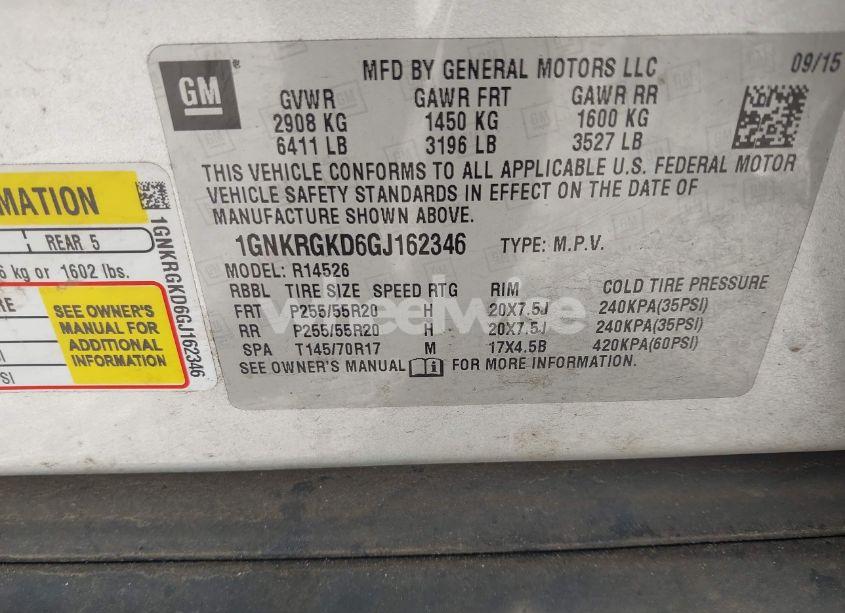 GM
MFD BY GENERAL MOTORS LLC 09/15
GVWR GAWR FRT GAWR RR
2908 KG 1450 KG 1600 KG
6411 LB 3196 LB 3527 LB
THIS VEHICLE CONFORMS TO ALL APPLICABLE U.S. FEDERAL MOTOR
VEHICLE SAFETY STANDARDS IN EFFECT ON THE DATE OF
MANUFACTURE SHOWN ABOVE.
1GNKRGKD6GJ162346 TYPE: M.P.V.
MODEL: R14526
RBBL TIRE SIZE SPEED RTG RIM COLD TIRE PRESSURE
FRT P255/55R20 H 20X7.5J 240KPA(35PSI)
RR P255/55R20 H 20X7.5J 240KPA(35PSI)
SPA T145/70R17 M 17X4.5B 420KPA(60PSI)
SEE OWNER'S MANUAL FOR MORE INFORMATION.
REAR 5
kg or 1602 lbs.
SEE OWNER'S
MANUAL FOR
ADDITIONAL
INFORMATION
1GNKRGKD6GJ162346